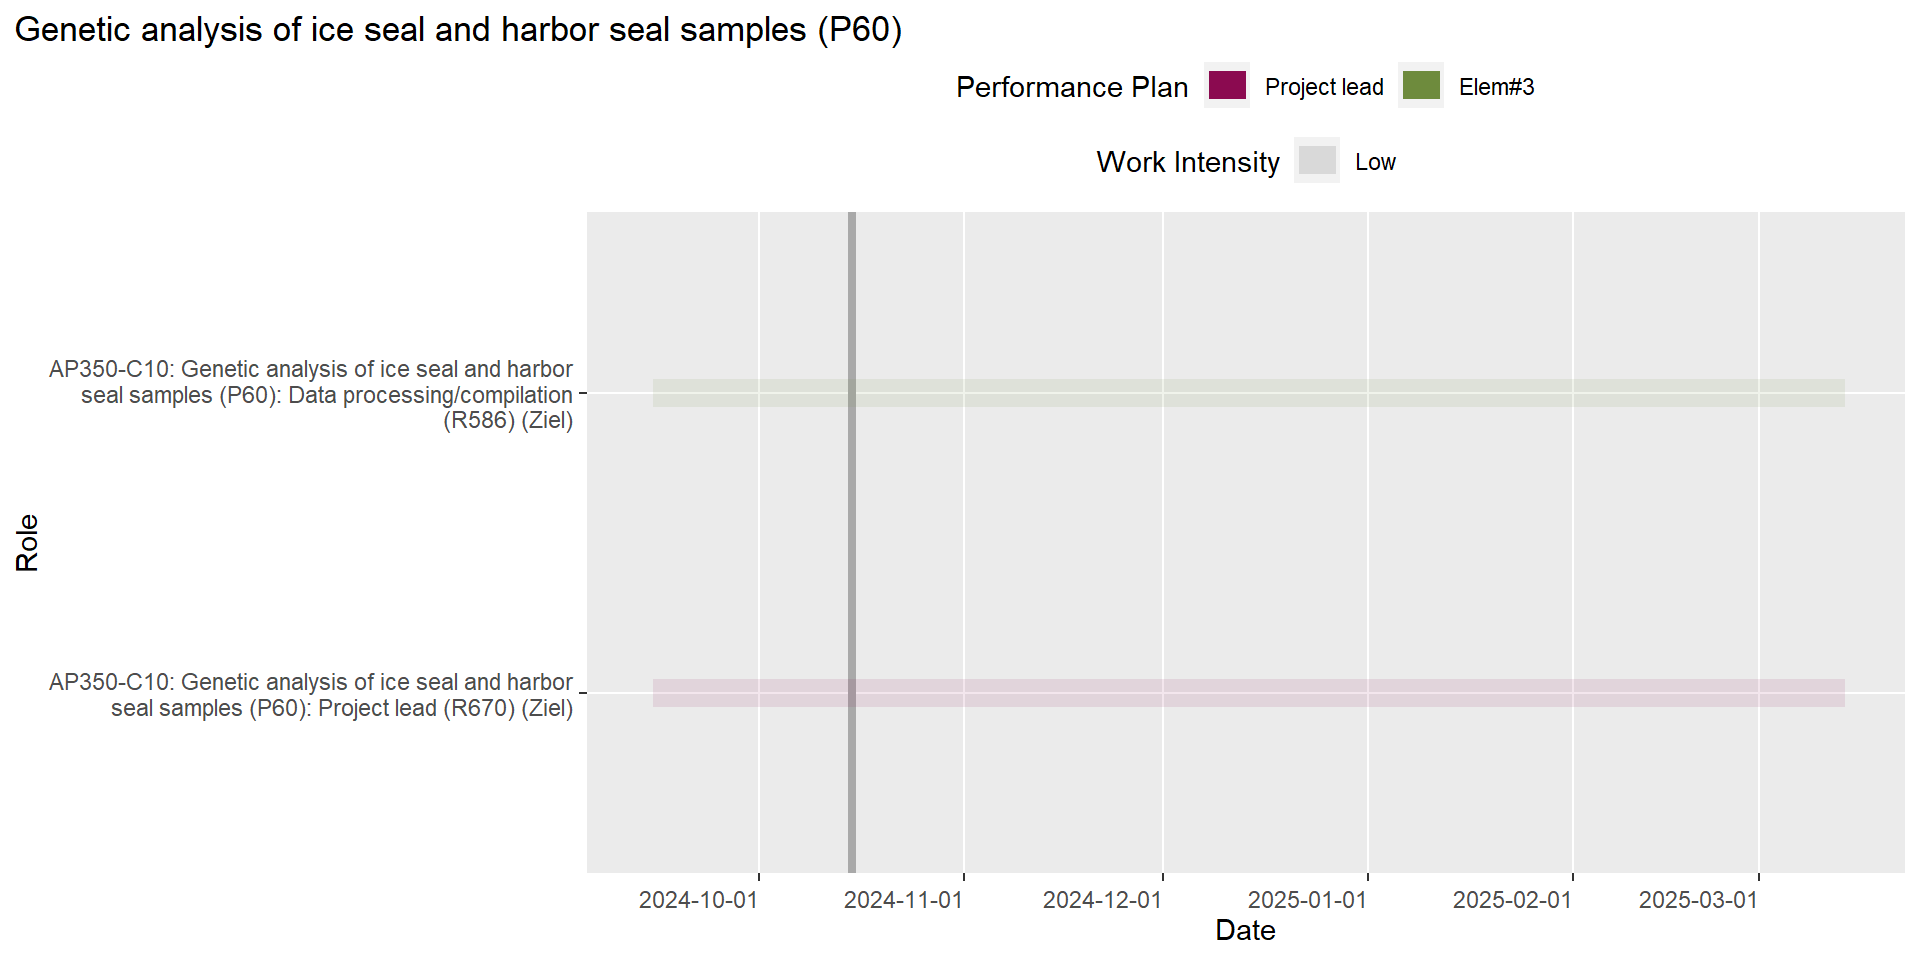 Genetic analysis of ice seal and harbor seal samples (P60)
Performance Plan
Project lead
Elem#3
Work Intensity
Low
AP350-C10: Genetic analysis of ice seal and harbor
seal samples (P60): Data processing/compilation
(R586) (Ziel)
Role
AP350-C10: Genetic analysis of ice seal and harbor
seal samples (P60): Project lead (R670) (Ziel)
2024-10-01
2024-11-01
2024-12-01
2025-01-01
2025-02-01
2025-03-01
Date